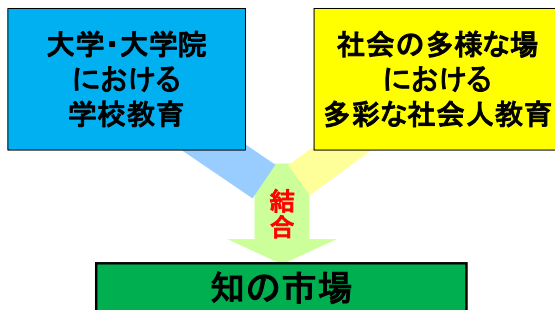 大学・大学院
における
学校教育
社会の多様な場
における
多彩な社会人教育
結合
知の市場